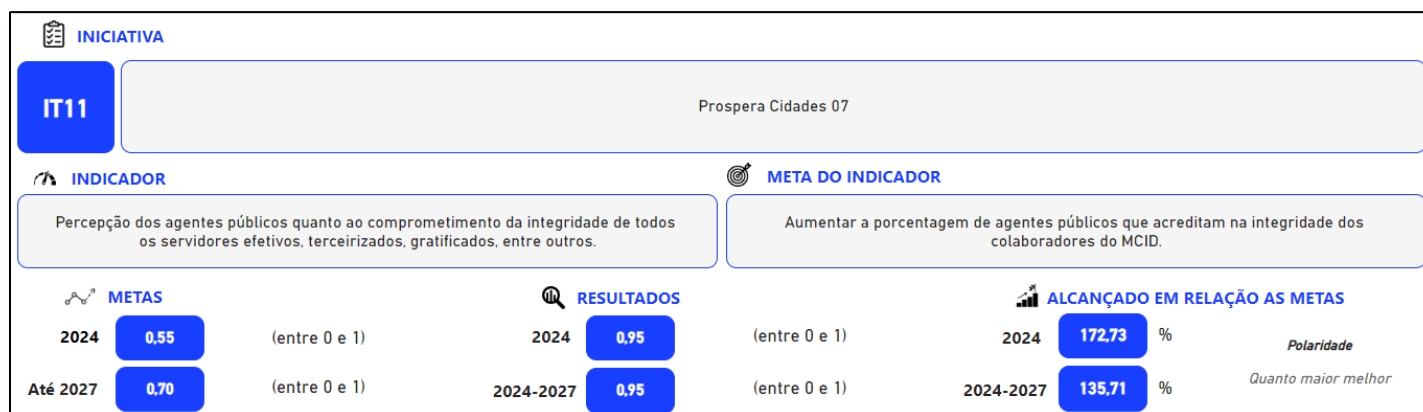 INICIATIVA
IT11
Prospera Cidades 07
INDICADOR
META DO INDICADOR
Percepção dos agentes públicos quanto ao comprometimento da integridade de todos
os servidores efetivos, terceirizados, gratificados, entre outros.
Aumentar a porcentagem de agentes públicos que acreditam na integridade dos
colaboradores do MCID.
METAS
RESULTADOS
ALCANÇADO EM RELAÇÃO AS METAS
2024 0,55 (entre 0 e 1) 2024 0,95 (entre 0 e 1) 2024 172,73 %
Polaridade
Até 2027 0,70 (entre 0 e 1) 2024-2027 0,95 (entre 0 e 1) 2024-2027 135,71 %
Quanto maior melhor